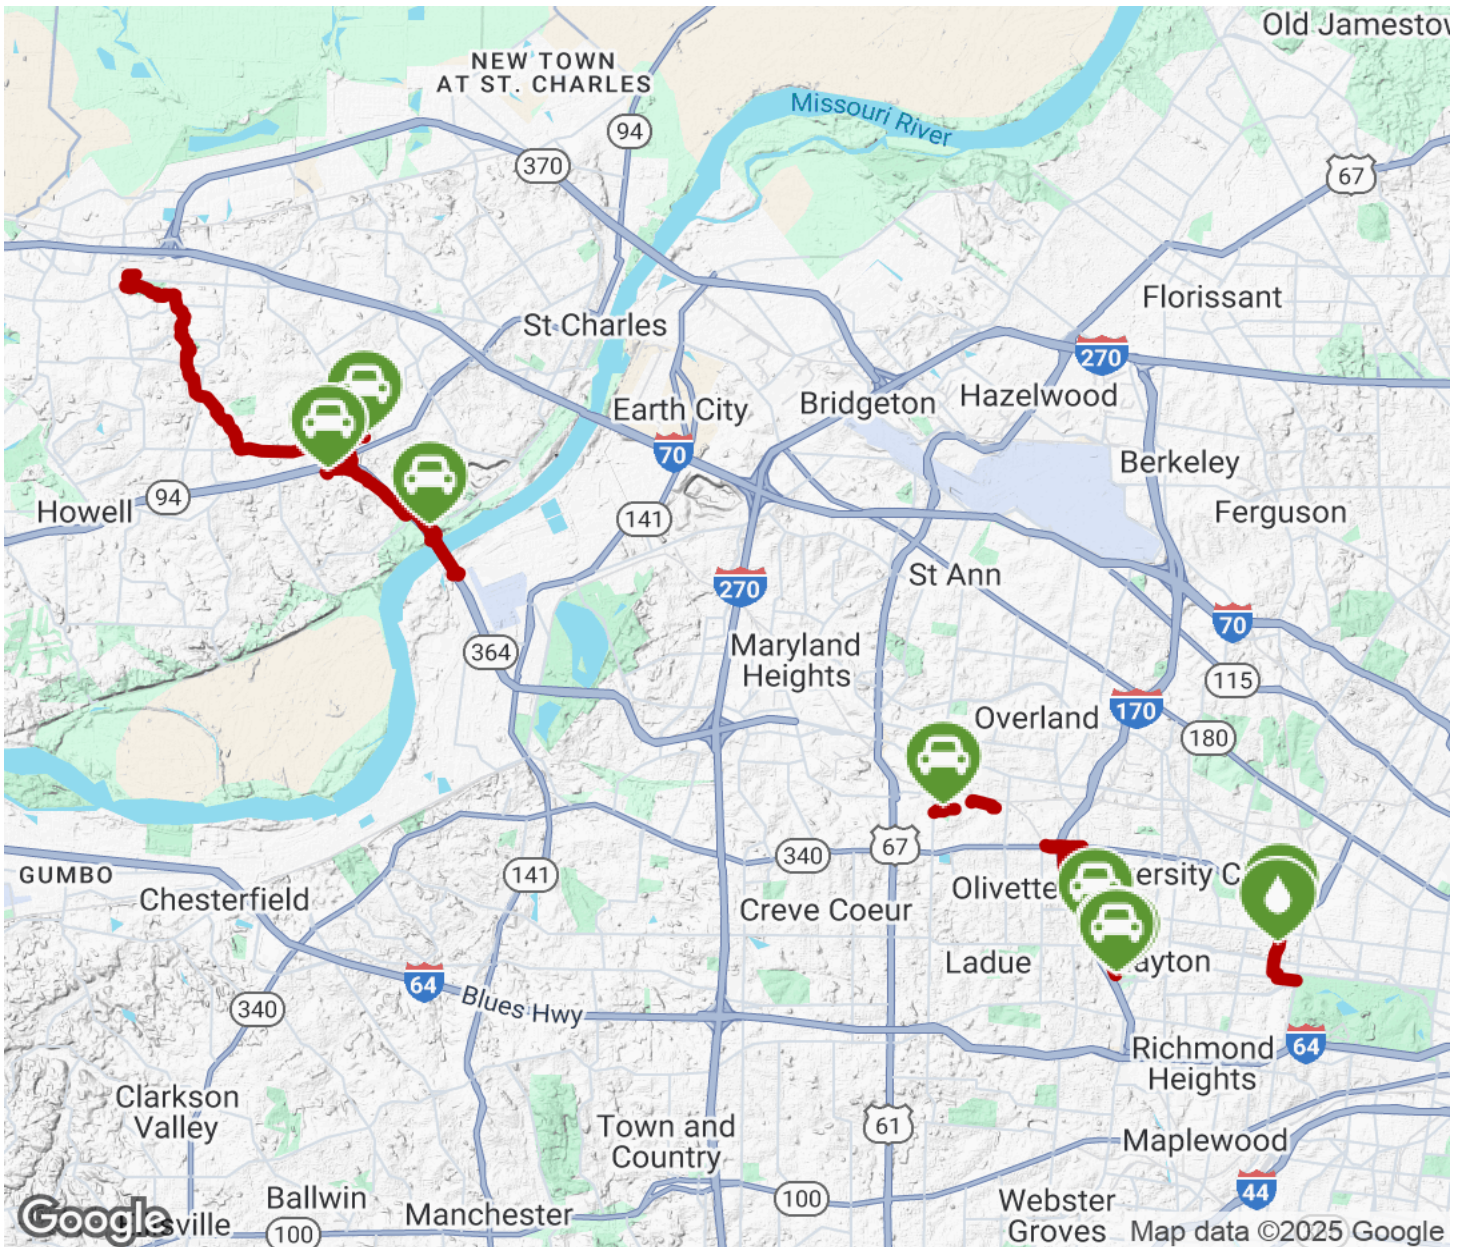 Old Jamestow
NEW TOWN
AT ST. CHARLES
Missouri River
94
370
67
Florissant
St Charles
270
Hazelwood
Bridgeton
Earth City
70
Berkeley
94
Howell
141
Ferguson
St Ann
270
70
364
Maryland
Heights
115
170
Overland
180
340
67
141
GUMBO
Chesterfield
Olivette
ersity C
Creve Coeur
Ladue
ayton
64
340
Blues Hwy
64
Richmond
Heights
Clarkson
Valley
61
Town and
Country
Maplewood
44
Ballwin
100
Webster
Groves
Manchester
Google
isville
100
Map data ©2025 Google